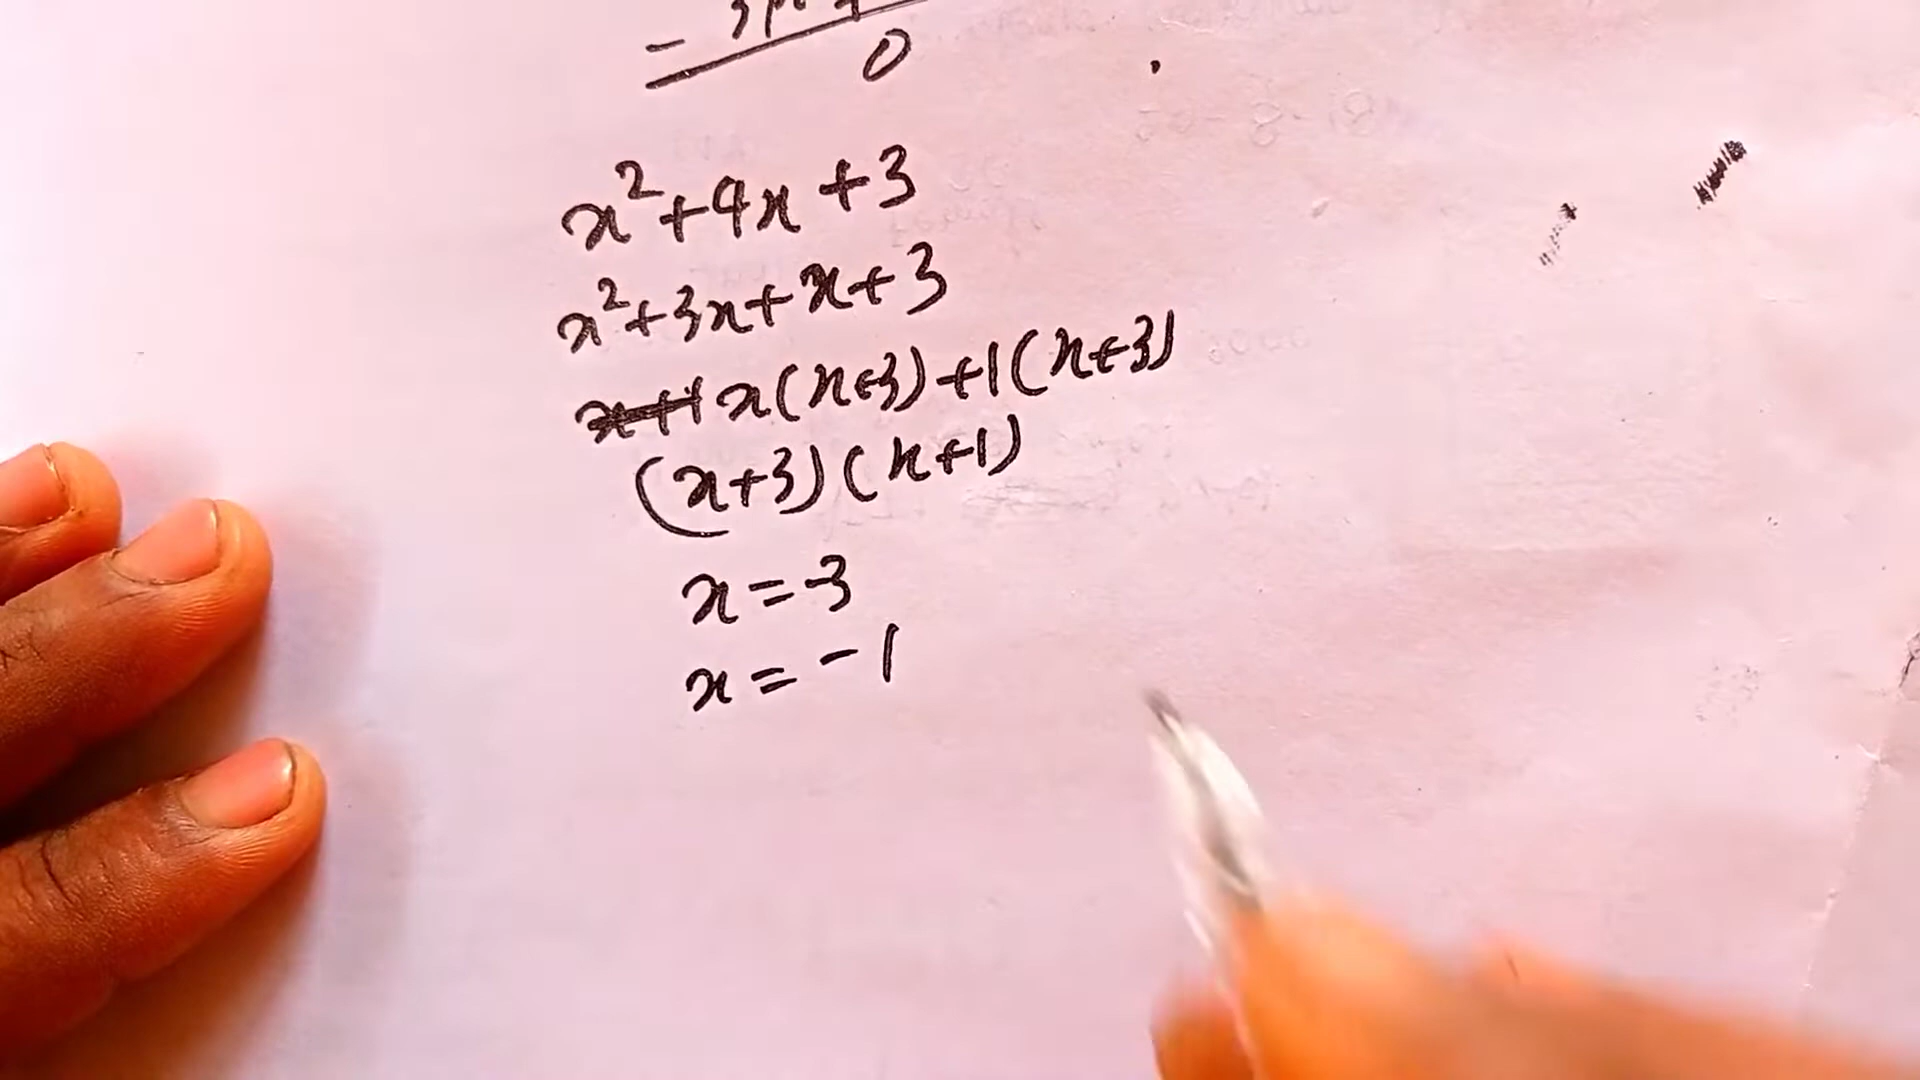 0
x²+4x+3
x²+3x+x+3
x(x+3)+1(x+3)
(x+3)(x+1)
x=-3
x=-1